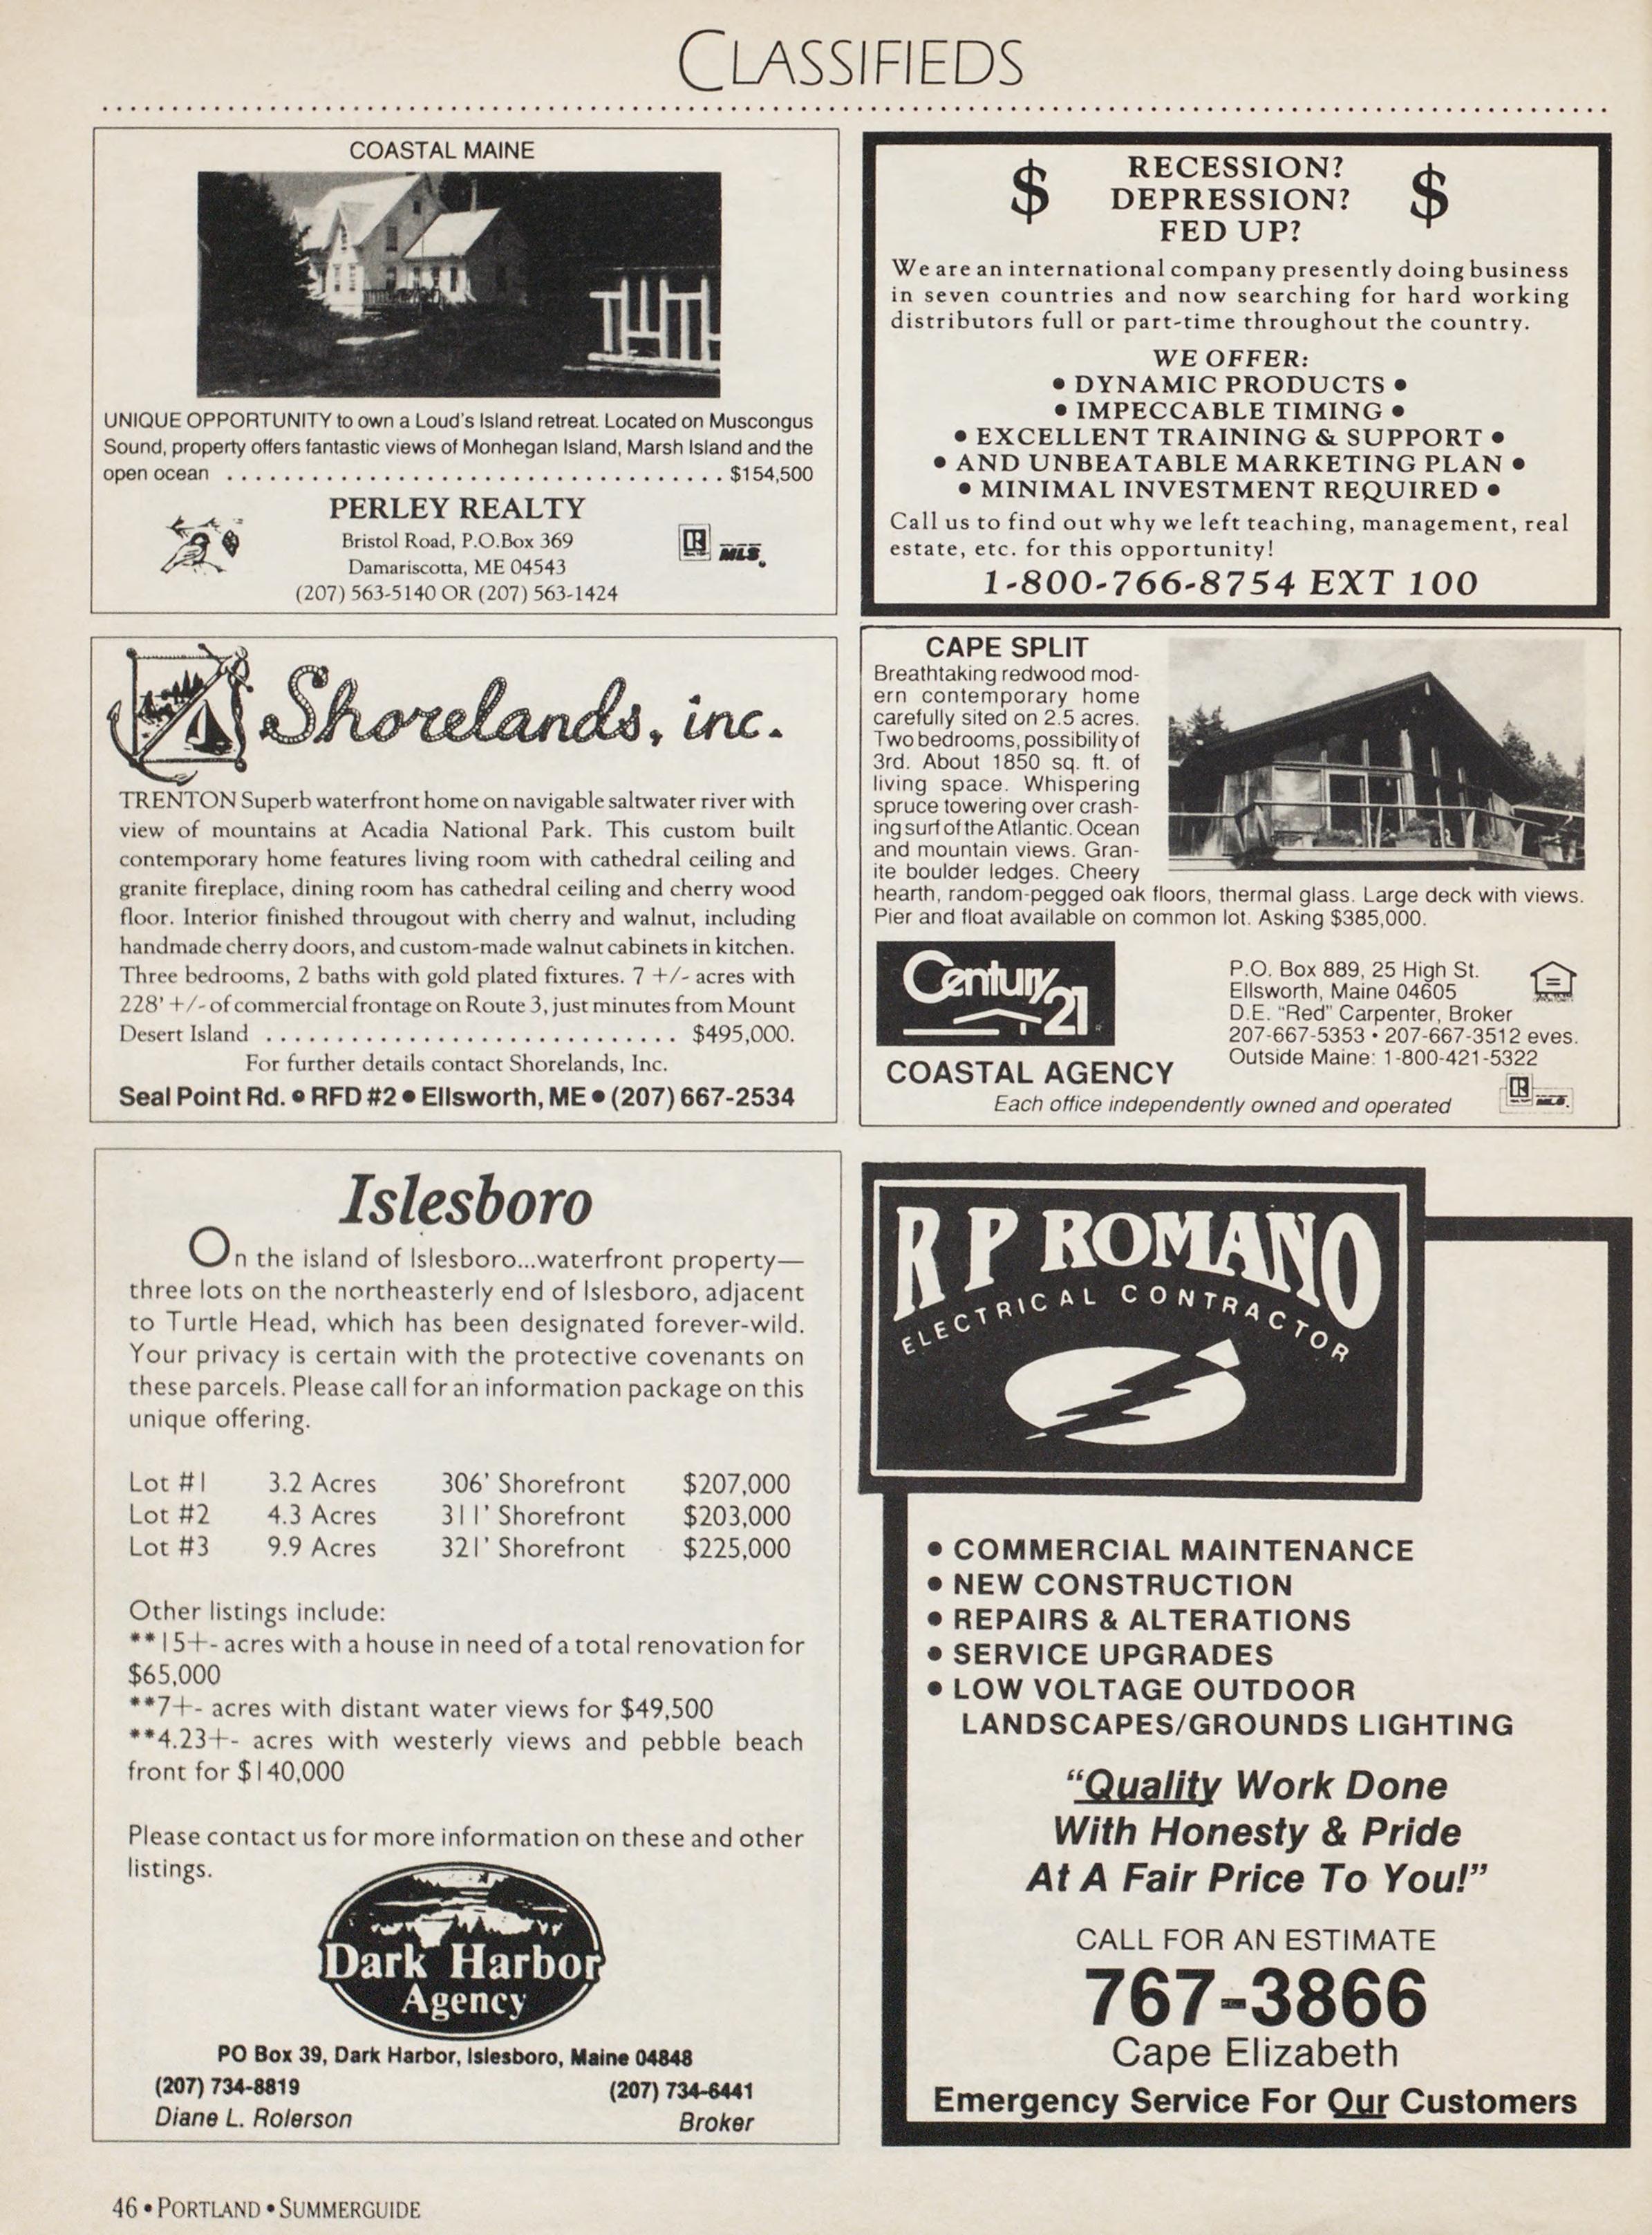 CLASSIFIEDS
COASTAL MAINE
UNIQUE OPPORTUNITY to own a Loud's Island retreat. Located on Muscongus
Sound, property offers fantastic views of Monhegan Island, Marsh Island and the
open ocean . . . . . . . . . . . . . . . . . . . . . . . . . . . . . . . . . . . $154,500
PERLEY REALTY
Bristol Road, P.O.Box 369
Damariscotta, ME 04543
(207) 563-5140 OR (207) 563-1424
R MLS
$ RECESSION? $
DEPRESSION?
FED UP?
We are an international company presently doing business
in seven countries and now searching for hard working
distributors full or part-time throughout the country.
WE OFFER:
• DYNAMIC PRODUCTS •
• IMPECCABLE TIMING •
• EXCELLENT TRAINING & SUPPORT •
• AND UNBEATABLE MARKETING PLAN •
• MINIMAL INVESTMENT REQUIRED •
Call us to find out why we left teaching, management, real
estate, etc. for this opportunity!
1-800-766-8754 EXT 100
Shorelands, inc.
TRENTON Superb waterfront home on navigable saltwater river with
view of mountains at Acadia National Park. This custom built
contemporary home features living room with cathedral ceiling and
granite fireplace, dining room has cathedral ceiling and cherry wood
floor. Interior finished througout with cherry and walnut, including
handmade cherry doors, and custom-made walnut cabinets in kitchen.
Three bedrooms, 2 baths with gold plated fixtures. 7 +/- acres with
228' +/- of commercial frontage on Route 3, just minutes from Mount
Desert Island . . . . . . . . . . . . . . . . . . . . . . . . . . . . $495,000.
For further details contact Shorelands, Inc.
Seal Point Rd. • RFD #2 • Ellsworth, ME • (207) 667-2534
CAPE SPLIT
Breathtaking redwood mod-
ern contemporary home
carefully sited on 2.5 acres.
Two bedrooms, possibility of
3rd. About 1850 sq. ft. of
living space. Whispering
spruce towering over crash-
ing surf of the Atlantic. Ocean
and mountain views. Gran-
ite boulder ledges. Cheery
hearth, random-pegged oak floors, thermal glass. Large deck with views.
Pier and float available on common lot. Asking $385,000.
Century 21
COASTAL AGENCY
P.O. Box 889, 25 High St.
Ellsworth, Maine 04605
D.E. "Red" Carpenter, Broker
207-667-5353 • 207-667-3512 eves.
Outside Maine: 1-800-421-5322
Each office independently owned and operated
R MLS
Islesboro
On the island of Islesboro...waterfront property—
three lots on the northeasterly end of Islesboro, adjacent
to Turtle Head, which has been designated forever-wild.
Your privacy is certain with the protective covenants on
these parcels. Please call for an information package on this
unique offering.
Lot #1 3.2 Acres 306' Shorefront $207,000
Lot #2 4.3 Acres 311' Shorefront $203,000
Lot #3 9.9 Acres 321' Shorefront $225,000
Other listings include:
**15+- acres with a house in need of a total renovation for
$65,000
**7+- acres with distant water views for $49,500
**4.23+- acres with westerly views and pebble beach
front for $140,000
Please contact us for more information on these and other
listings.
Dark Harbor
Agency
PO Box 39, Dark Harbor, Islesboro, Maine 04848
(207) 734-8819 (207) 734-6441
Diane L. Rolerson Broker
R P ROMANO
ELECTRICAL CONTRACTOR
• COMMERCIAL MAINTENANCE
• NEW CONSTRUCTION
• REPAIRS & ALTERATIONS
• SERVICE UPGRADES
• LOW VOLTAGE OUTDOOR
LANDSCAPES/GROUNDS LIGHTING
"Quality Work Done
With Honesty & Pride
At A Fair Price To You!"
CALL FOR AN ESTIMATE
767-3866
Cape Elizabeth
Emergency Service For Our Customers
46 • PORTLAND • SUMMERGUIDE